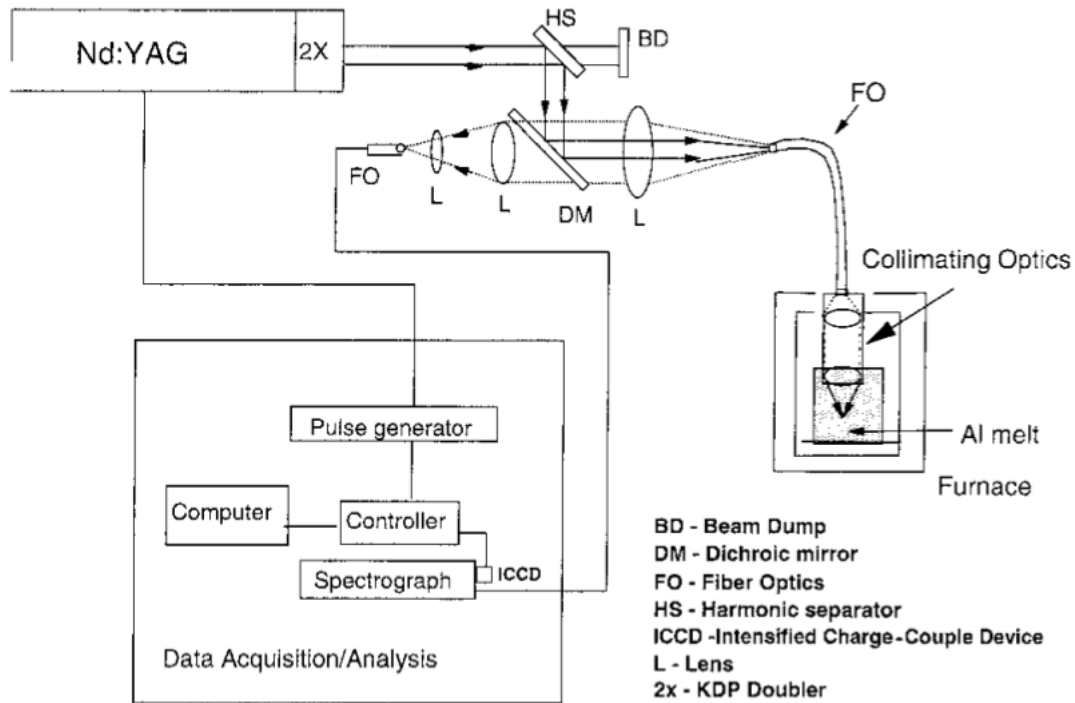 HS
BD
Nd:YAG
2X
FO
FO
L
L
DM
L
Collimating Optics
Al melt
Furnace
Pulse generator
Computer
Controller
ICCD
Spectrograph
Data Acquisition/Analysis
BD - Beam Dump
DM - Dichroic mirror
FO - Fiber Optics
HS - Harmonic separator
ICCD -Intensified Charge-Couple Device
L - Lens
2x - KDP Doubler